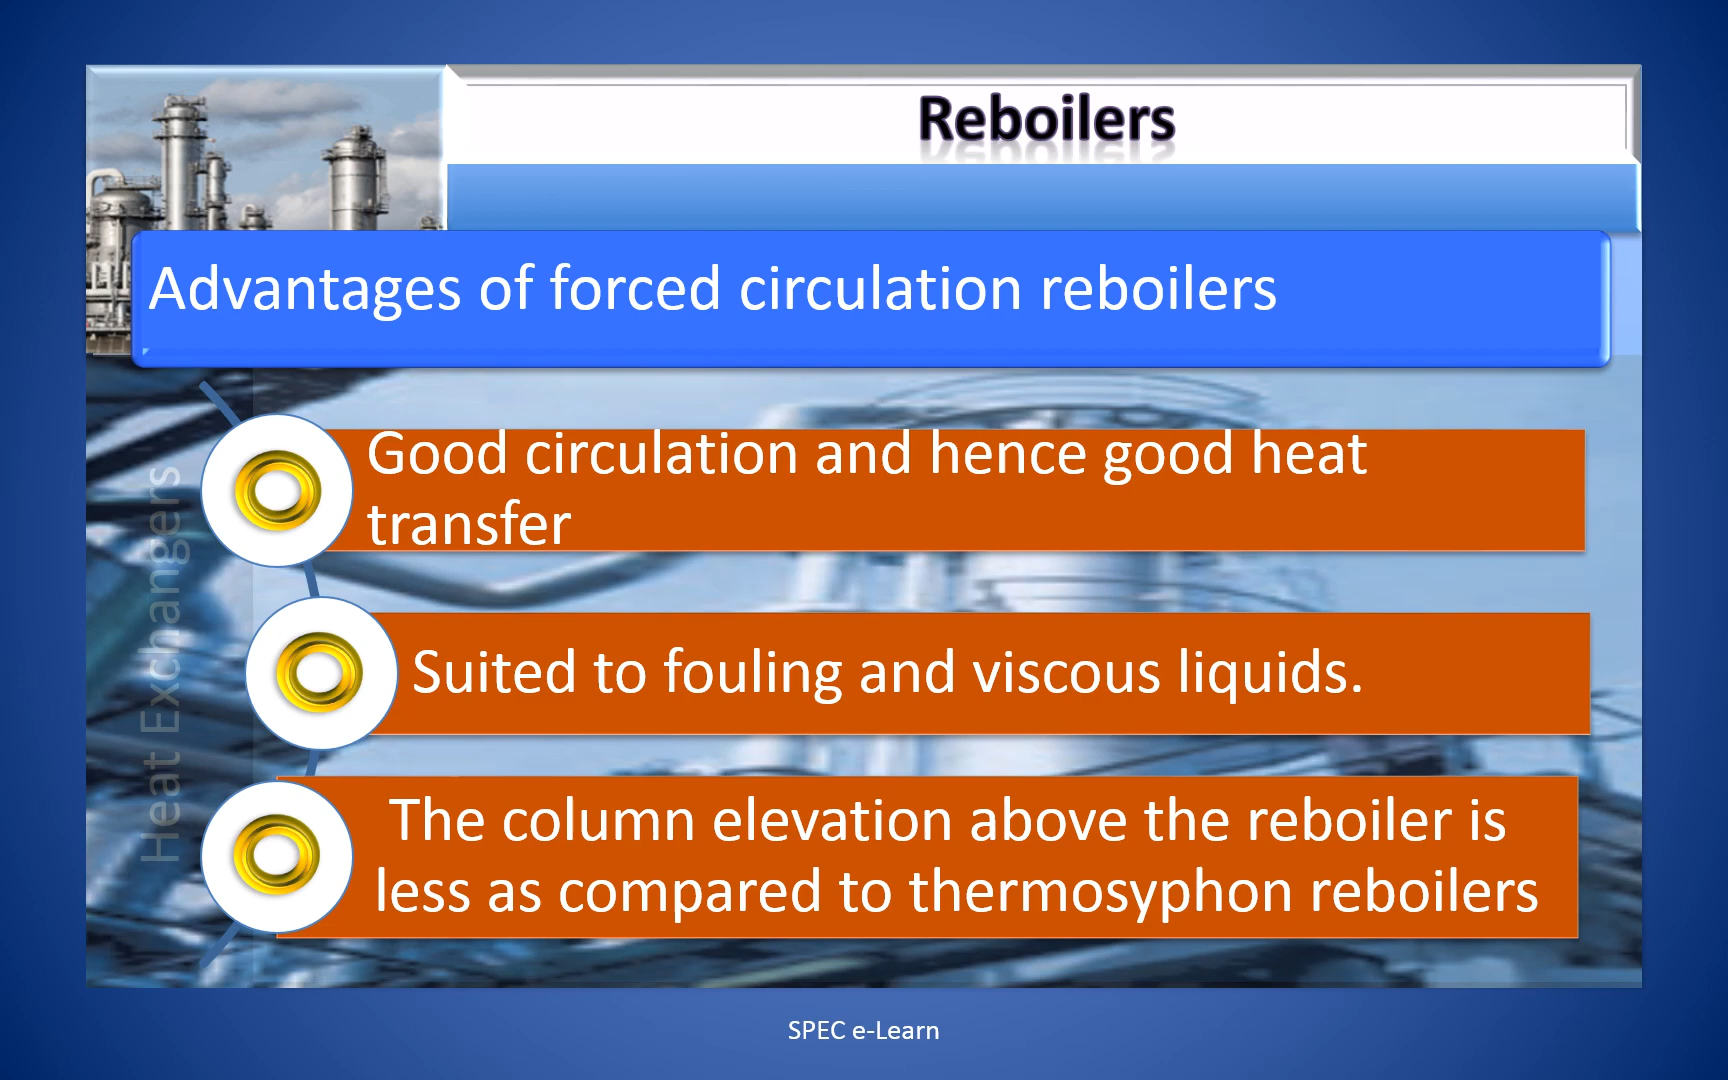 Reboilers
Advantages of forced circulation reboilers
Good circulation and hence good heat
transfer
Suited to fouling and viscous liquids.
The column elevation above the reboiler is
less as compared to thermosyphon reboilers
Heat Exchangers
SPEC e-Learn